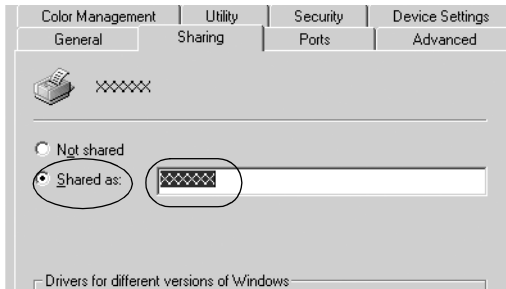 Color Management Utility Security Device Settings
General Sharing Ports Advanced
xxxxxx
Not shared
Shared as: xxxxxx
Drivers for different versions of Windows